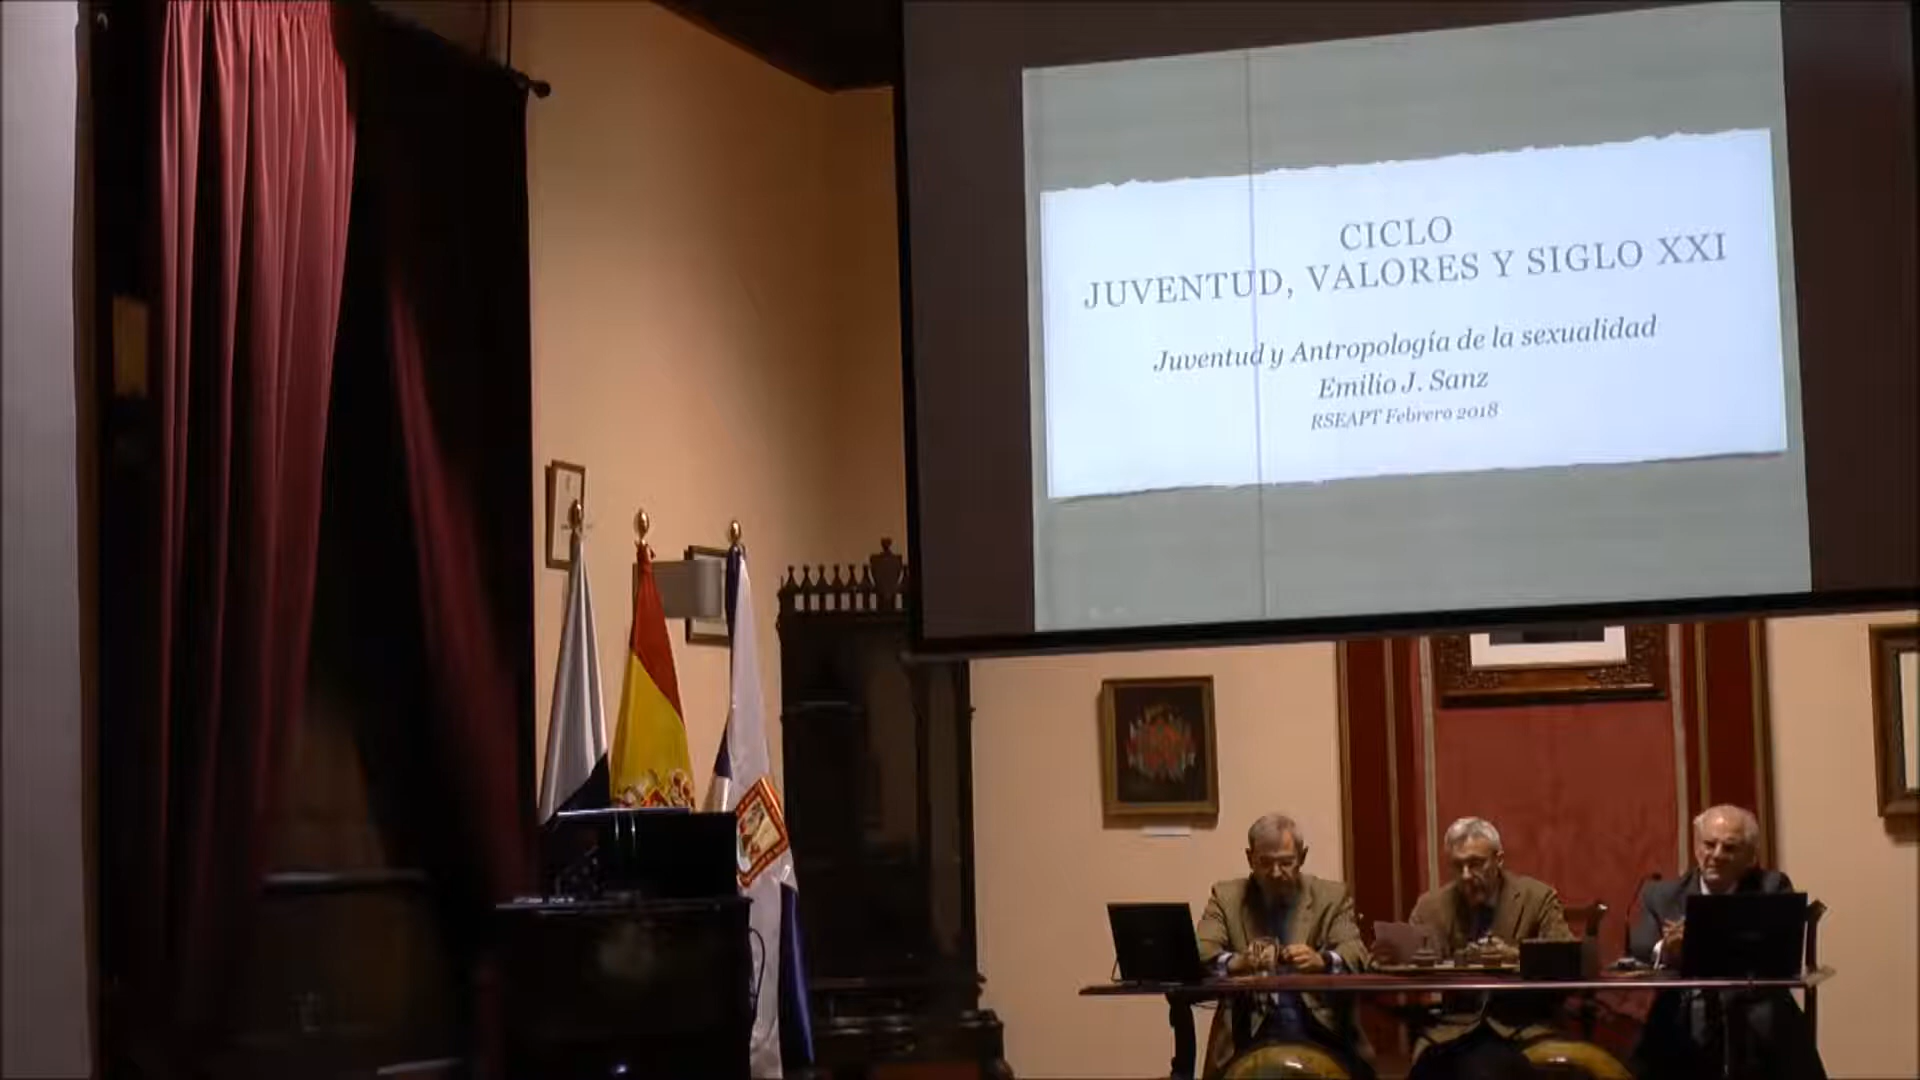 CICLO
JUVENTUD, VALORES Y SIGLO XXI
Juventud y Antropología de la sexualidad
Emilio J. Sanz
RSEAPT Febrero 2018